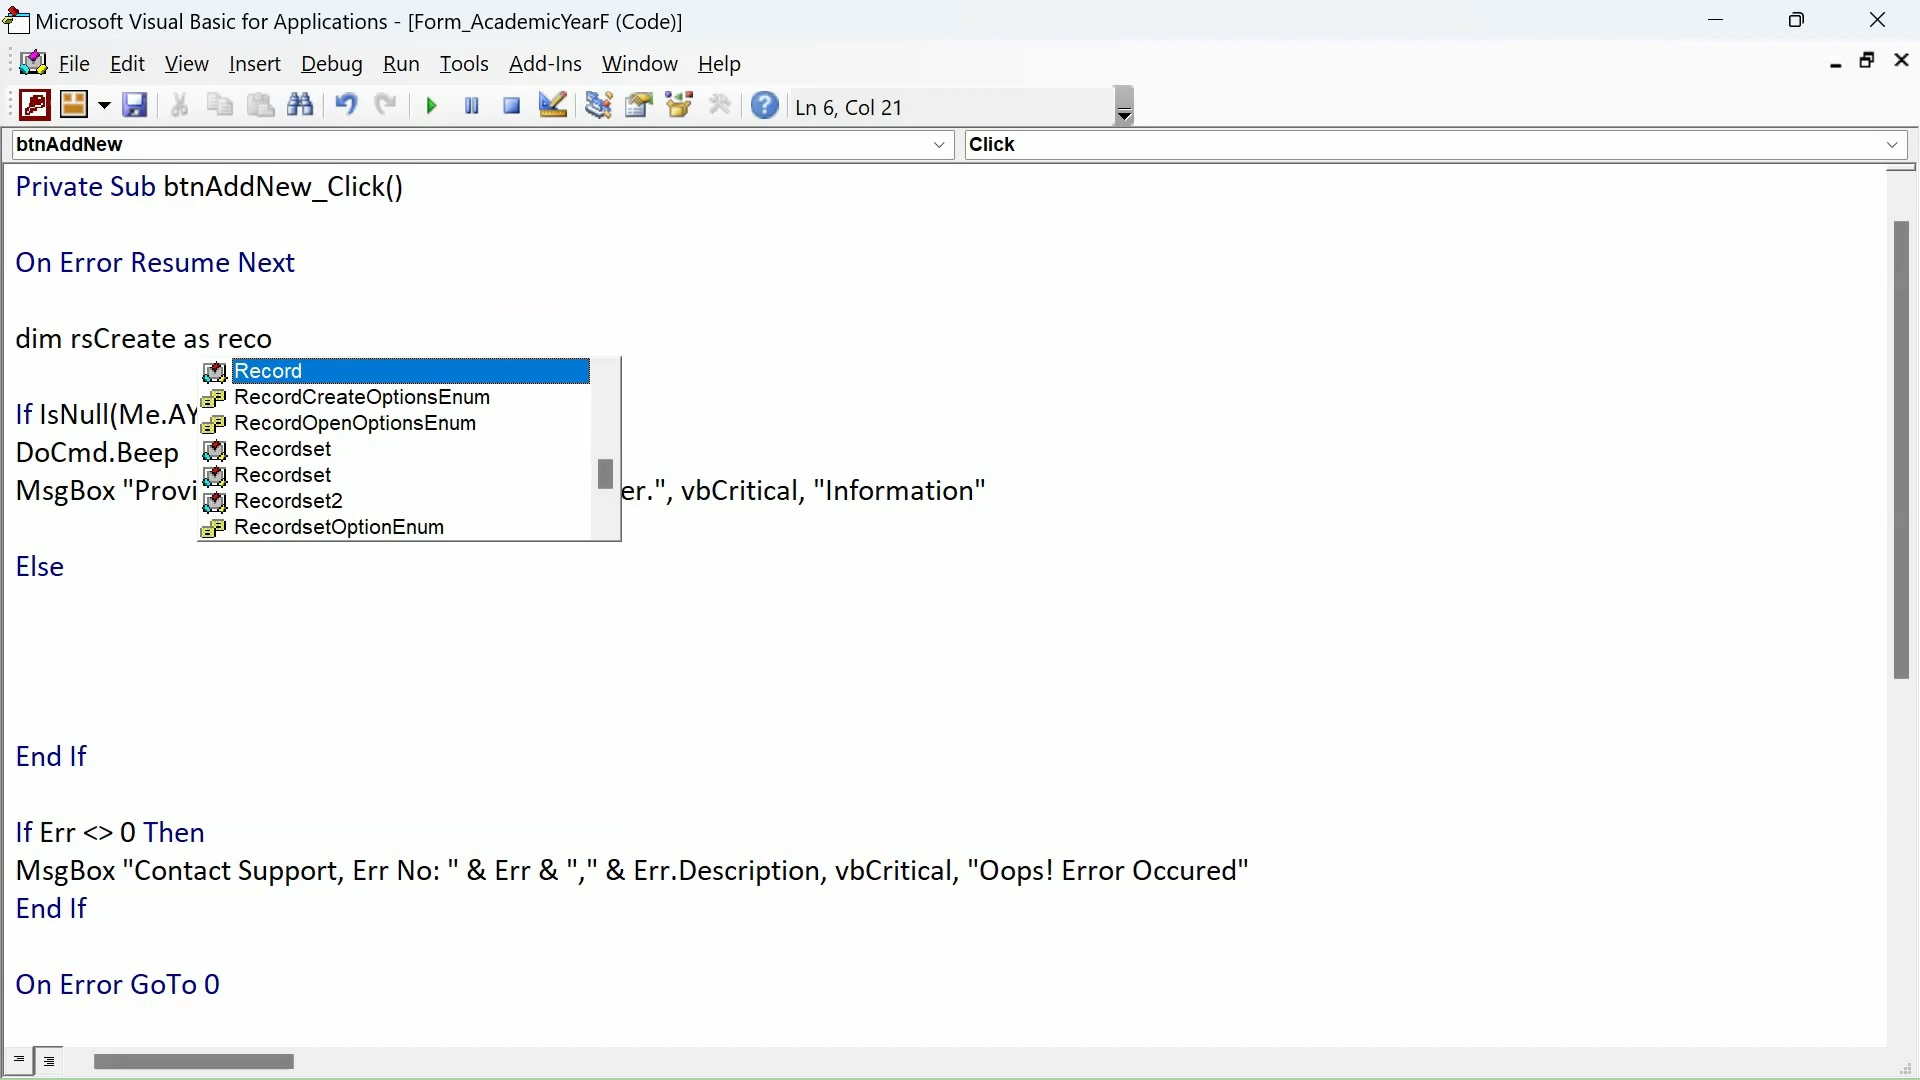 Microsoft Visual Basic for Applications - [Form_AcademicYearF (Code)]
File Edit View Insert Debug Run Tools Add-Ins Window Help
Ln 6, Col 21
btnAddNew Click
Private Sub btnAddNew_Click()
On Error Resume Next
dim rsCreate as reco
Record
RecordCreateOptionsEnum
If IsNull(Me.AY
RecordOpenOptionsEnum
Recordset
DoCmd.Beep
Recordset
MsgBox "Provi er.", vbCritical, "Information"
Recordset2
RecordsetOptionEnum
Else
End If
If Err <> 0 Then
MsgBox "Contact Support, Err No: " & Err & "," & Err.Description, vbCritical, "Oops! Error Occured"
End If
On Error GoTo 0